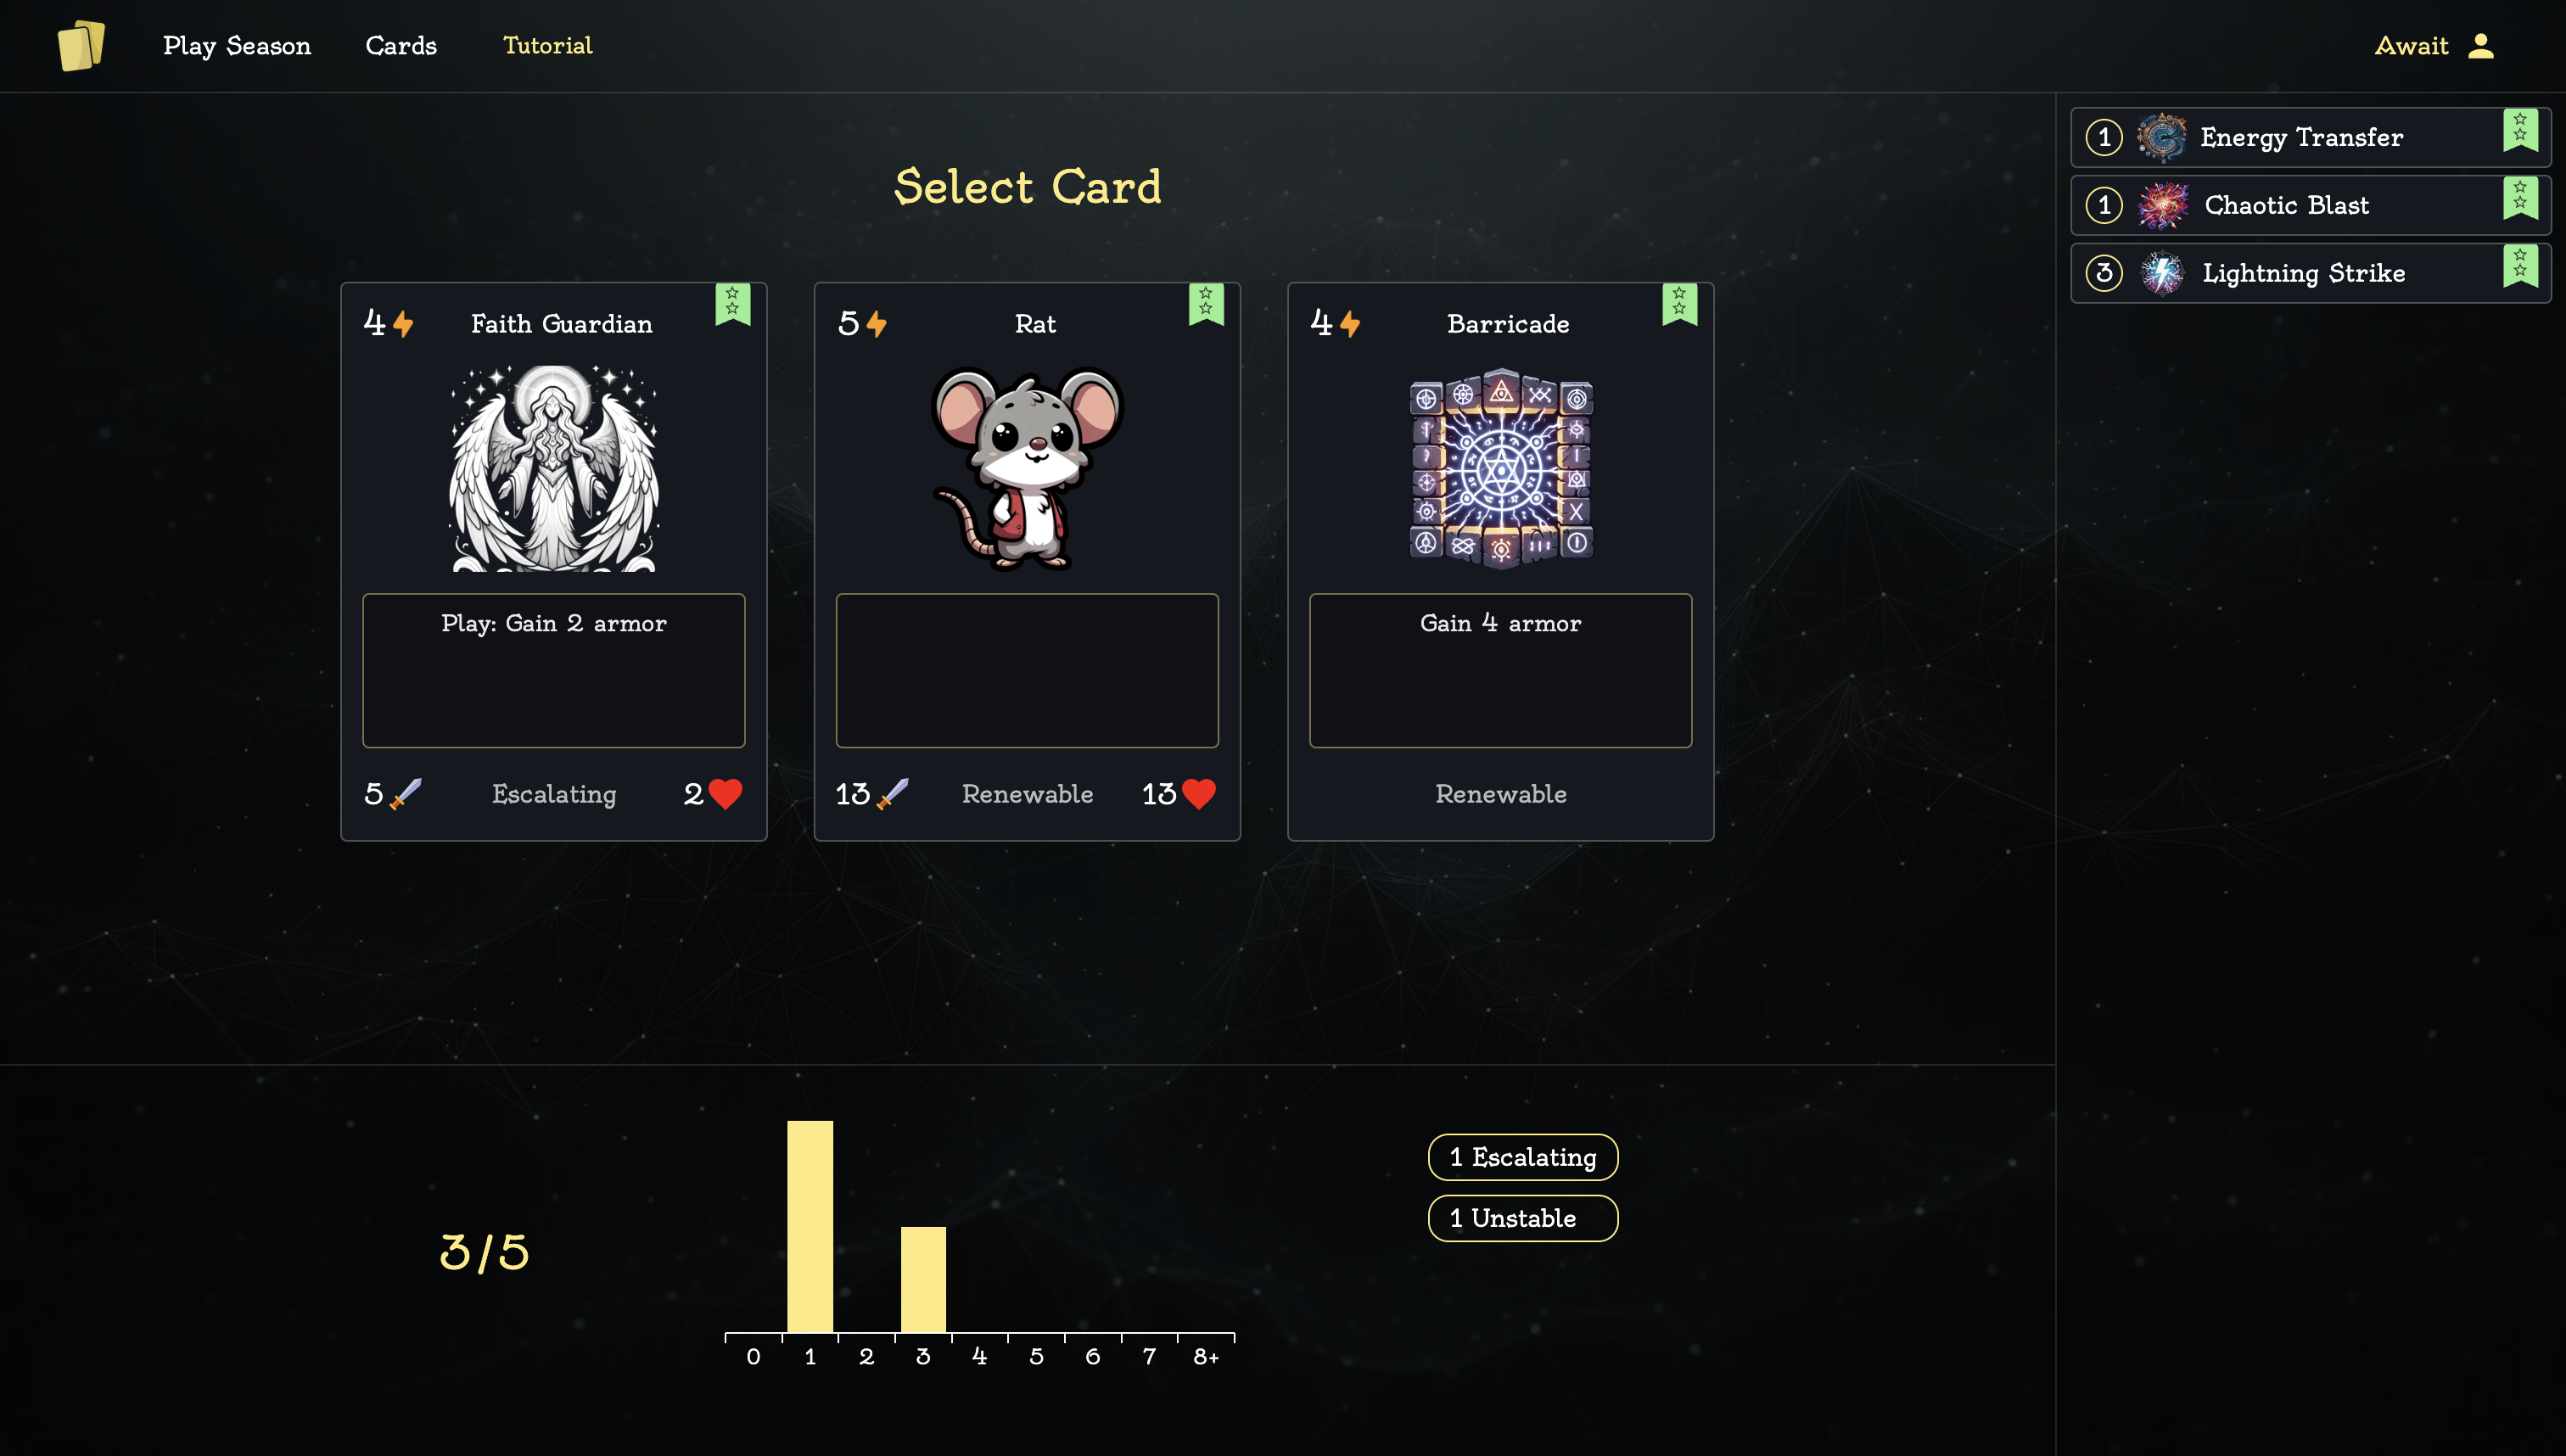 Play Season Cards Tutorial Await
Select Card
4 Faith Guardian
Play: Gain 2 armor
5 Escalating 2
5 Rat
13 Renewable 13
4 Barricade
Gain 4 armor
Renewable
1 Energy Transfer
1 Chaotic Blast
3 Lightning Strike
3/5
0 1 2 3 4 5 6 7 8+
1 Escalating
1 Unstable